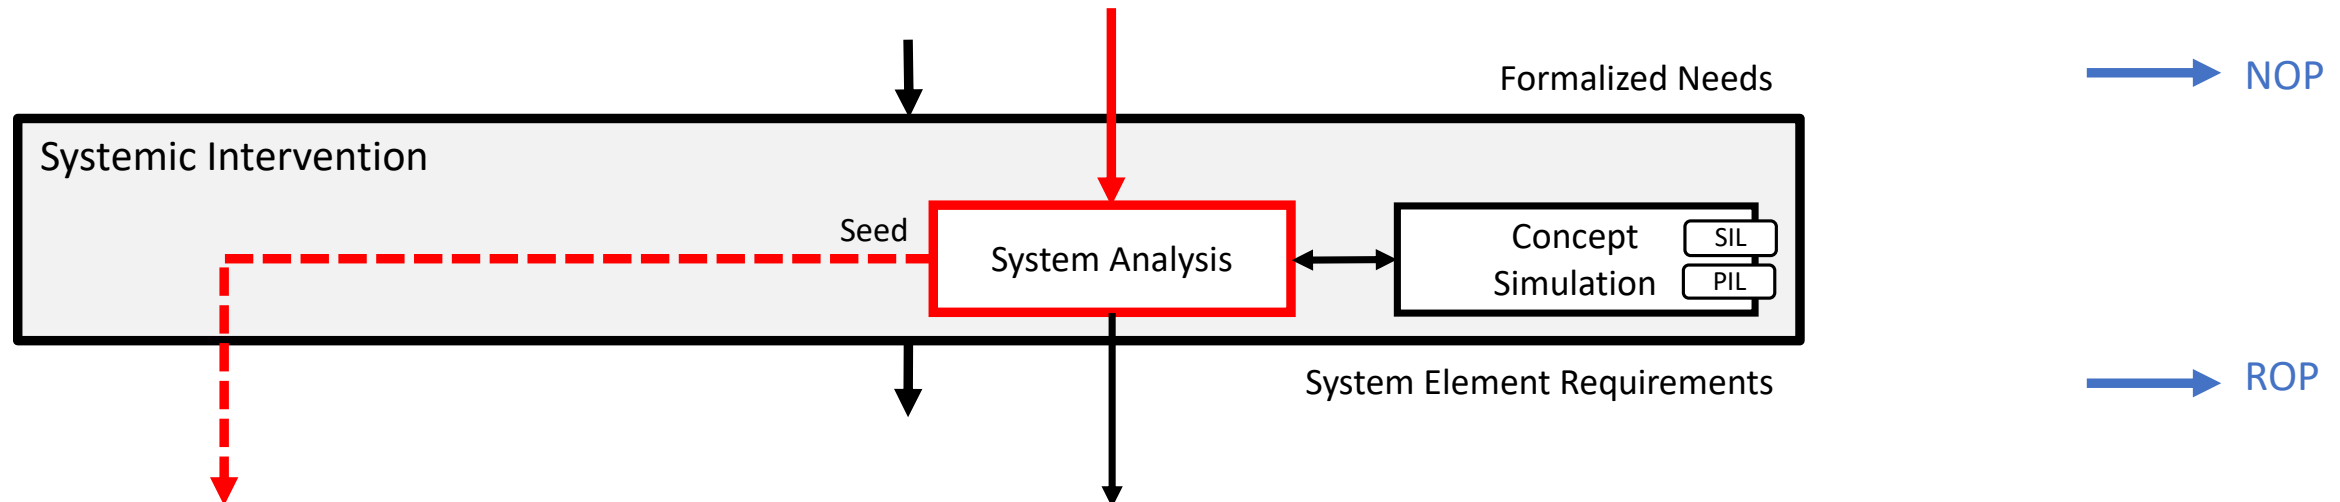 Formalized Needs
NOP
Systemic Intervention
Seed
System Analysis
Concept
Simulation
SIL
PIL
System Element Requirements
ROP